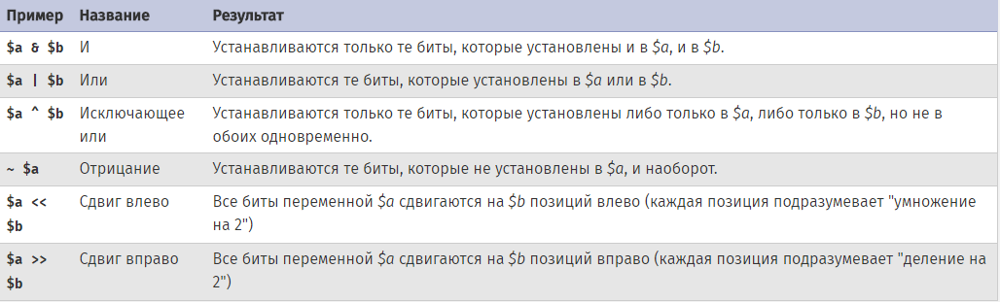 Пример Название Результат
$a & $b И Устанавливаются только те биты, которые установлены и в $a, и в $b.
$a | $b Или Устанавливаются те биты, которые установлены в $a или в $b.
$a ^ $b Исключающее Устанавливаются только те биты, которые установлены либо только в $a, либо только в $b, но не в
или обоих одновременно.
~ $a Отрицание Устанавливаются те биты, которые не установлены в $a, и наоборот.
$a << Сдвиг влево Все биты переменной $a сдвигаются на $b позиций влево (каждая позиция подразумевает "умножение
$b на 2")
$a >> Сдвиг вправо Все биты переменной $a сдвигаются на $b позиций вправо (каждая позиция подразумевает "деление на
$b 2")